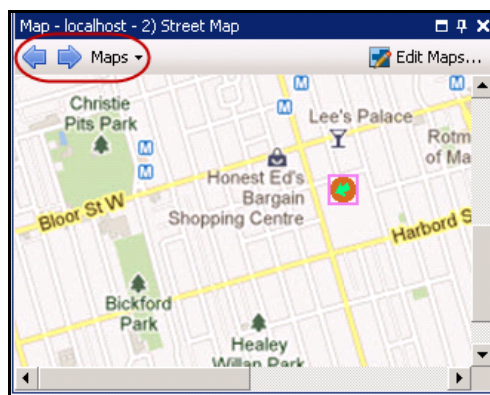 Map - localhost - 2) Street Map
Maps
Edit Maps...
Christie
Pits Park
Lee's Palace
Rotm
of Ma
Honest Ed's
Bargain
Shopping Centre
Bloor St W
Harbord S
Bickford
Park
Healey
Willan Park
M
M
M
M
M